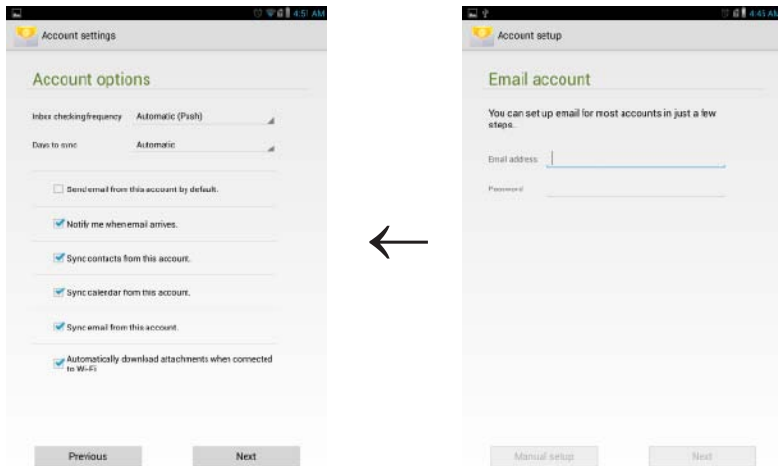 4:51 AM
Account settings
Account options
Inbox checking frequency Automatic (Push)
Days to sync Automatic
Send email from this account by default.
Notify me when email arrives.
Sync contacts from this account.
Sync calendar from this account.
Sync email from this account.
Automatically download attachments when connected
to Wi-Fi
Previous Next
4:45 AM
Account setup
Email account
You can set up email for most accounts in just a few
steps.
Email address
Password
Manual setup Next